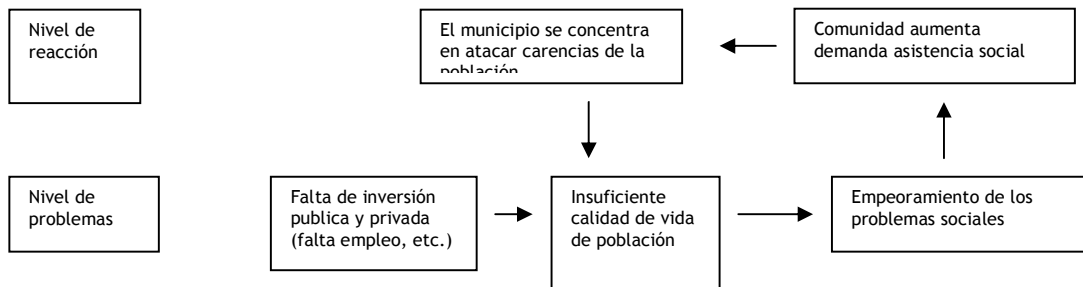 Nivel de
reacción
El municipio se concentra
en atacar carencias de la
población
Comunidad aumenta
demanda asistencia social
Nivel de
problemas
Falta de inversión
publica y privada
(falta empleo, etc.)
Insuficiente
calidad de vida
de población
Empeoramiento de los
problemas sociales